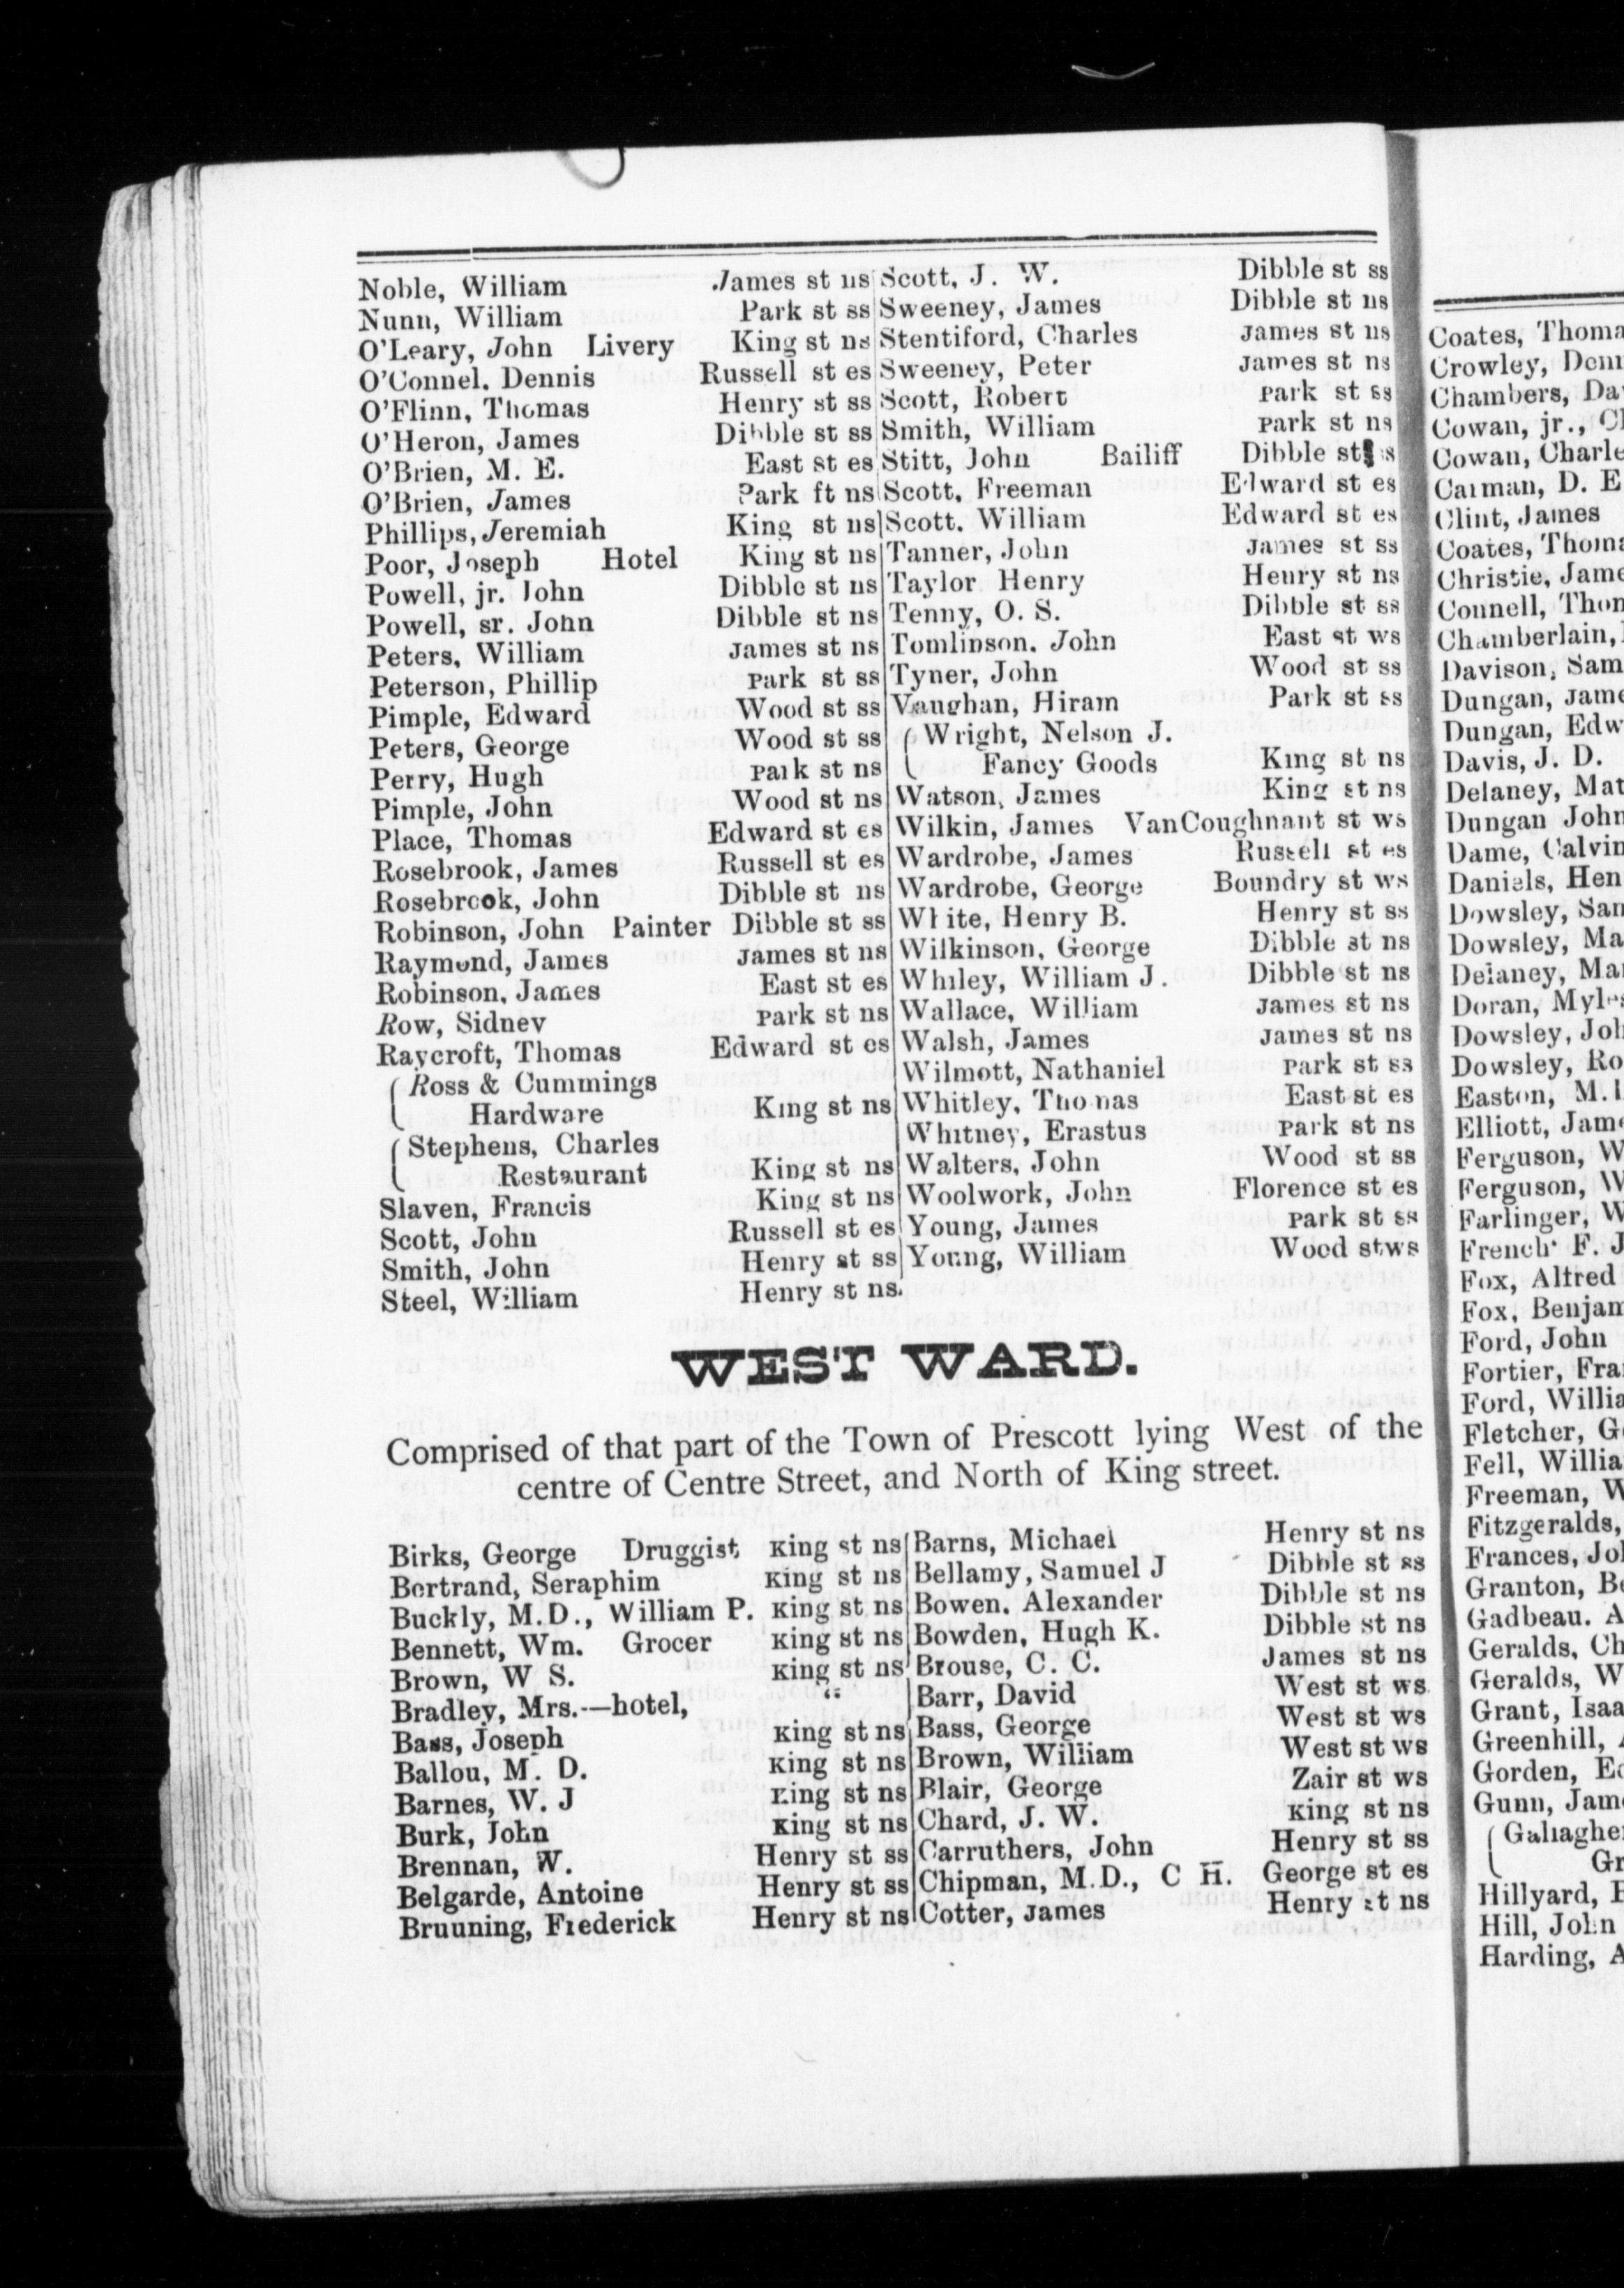 Noble, William James st ns
Nunn, William Park st ss
O'Leary, John Livery King st ns
O'Connel. Dennis Russell st es
O'Flinn, Thomas Henry st ss
O'Heron, James Dibble st ss
O'Brien, M. E. East st es
O'Brien, James Park ft ns
Phillips, Jeremiah King st ns
Poor, Joseph Hotel King st ns
Powell, jr. John Dibble st ns
Powell, sr. John Dibble st ns
Peters, William James st ns
Peterson, Phillip Park st ss
Pimple, Edward Wood st ss
Peters, George Wood st ss
Perry, Hugh Park st ns
Pimple, John Wood st ns
Place, Thomas Edward st es
Rosebrook, James Russell st es
Rosebrook, John Dibble st ns
Robinson, John Painter Dibble st ss
Raymond, James James st ns
Robinson, James East st es
Row, Sidney Park st ns
Raycroft, Thomas Edward st es
Ross & Cummings
Hardware King st ns
Stephens, Charles
Restaurant King st ns
Slaven, Francis King st ns
Scott, John Russell st es
Smith, John Henry st ss
Steel, William Henry st ns.
Scott, J. W. Dibble st ss
Sweeney, James Dibble st ns
Stentiford, Charles James st ns
Sweeney, Peter James st ns
Scott, Robert Park st ss
Smith, William Park st ns
Stitt, John Bailiff Dibble st s
Scott, Freeman Edward st es
Scott. William Edward st es
Tanner, John James st ss
Taylor Henry Henry st ns
Tenny, O. S. Dibble st ss
Tomlinson. John East st ws
Tyner, John Wood st ss
Vaughan, Hiram Park st ss
Wright, Nelson J.
Fancy Goods King st ns
Watson, James King st ns
Wilkin, James VanCoughnant st ws
Wardrobe, James Russell st es
Wardrobe, George Boundry st ws
White, Henry B. Henry st ss
Wilkinson, George Dibble st ns
Whiley, William J. Dibble st ns
Wallace, William James st ns
Walsh, James James st ns
Wilmott, Nathaniel Park st ss
Whitley, Thomas East st es
Whitney, Erastus Park st ns
Walters, John Wood st ss
Woolwork, John Florence st es
Young, James Park st ss
Young, William Wood st ws
WEST WARD.
Comprised of that part of the Town of Prescott lying West of the
centre of Centre Street, and North of King street.
Birks, George Druggist King st ns
Bertrand, Seraphim King st ns
Buckly, M.D., William P. King st ns
Bennett, Wm. Grocer King st ns
Brown, W S. King st ns
Bradley, Mrs.—hotel, "
Bass, Joseph King st ns
Ballou, M. D. King st ns
Barnes, W. J King st ns
Burk, John King st ns
Brennan, W. Henry st ss
Belgarde, Antoine Henry st ss
Bruuning, Frederick Henry st ns
Barns, Michael Henry st ns
Bellamy, Samuel J Dibble st ss
Bowen. Alexander Dibble st ns
Bowden, Hugh K. Dibble st ns
Brouse, C. C. James st ns
Barr, David West st ws
Bass, George West st ws
Brown, William West st ws
Blair, George Zair st ws
Chard, J. W. King st ns
Carruthers, John Henry st ss
Chipman, M.D., C H. George st es
Cotter, James Henry st ns
Coates, Thoma
Crowley, Denn
Chambers, Da
Cowan, jr., Cl
Cowan, Charle
Carman, D. E
Clint, James
Coates, Thoma
Christie, Jame
Connell, Thom
Chamberlain,
Davison, Sam
Dungan, Jame
Dungan, Edw
Davis, J. D.
Delaney, Mat
Dungan John
Dame, Calvin
Daniels, Hen
Dowsley, Sam
Dowsley, Ma
Delaney, Mar
Doran, Myles
Dowsley, Joh
Dowsley, Ro
Easton, M.
Elliott, Jame
Ferguson, W
Ferguson, W
Farlinger, W
French F. J
Fox, Alfred
Fox, Benjam
Ford, John
Fortier, Fra
Ford, Willia
Fletcher, G
Fell, Willia
Freeman, W
Fitzgeralds,
Frances, Jol
Granton, Be
Gadbeau. A
Geralds, Ch
Geralds, W
Grant, Isaa
Greenhill,
Gorden, Ed
Gunn, Jam
Gallaghe
Gr
Hillyard,
Hill, John
Harding, A